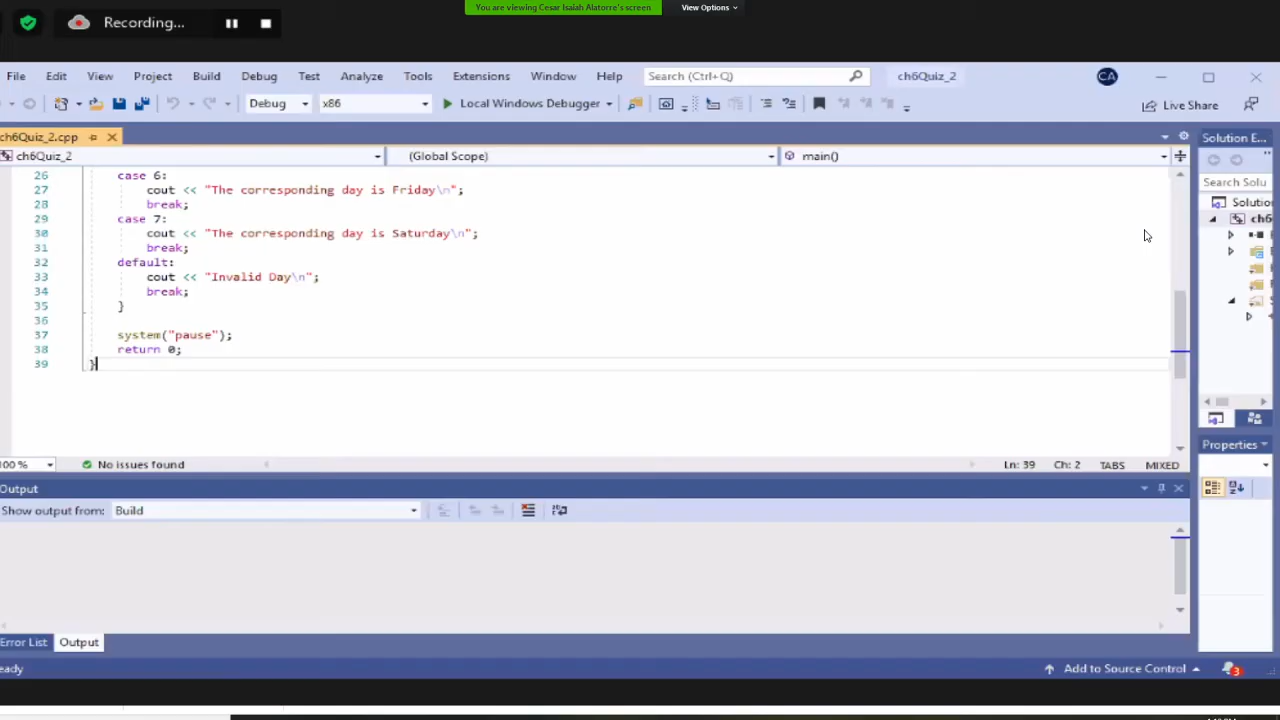 You are viewing Cesar Isaiah Alatorre's screen View Options
Recording...
File Edit View Project Build Debug Test Analyze Tools Extensions Window Help Search (Ctrl+Q) ch6Quiz_2 CA
Debug x86 Local Windows Debugger Live Share
ch6Quiz_2.cpp Solution E...
ch6Quiz_2 (Global Scope) main()
Search Solu
Solution
ch6
26 case 6:
27 cout << "The corresponding day is Friday\n";
28 break;
29 case 7:
30 cout << "The corresponding day is Saturday\n";
31 break;
32 default:
33 cout << "Invalid Day\n";
34 break;
35 }
36
37 system("pause");
38 return 0;
39 }
Properties
100 % No issues found Ln: 39 Ch: 2 TABS MIXED
Output
Show output from: Build
Error List Output
eady Add to Source Control 3